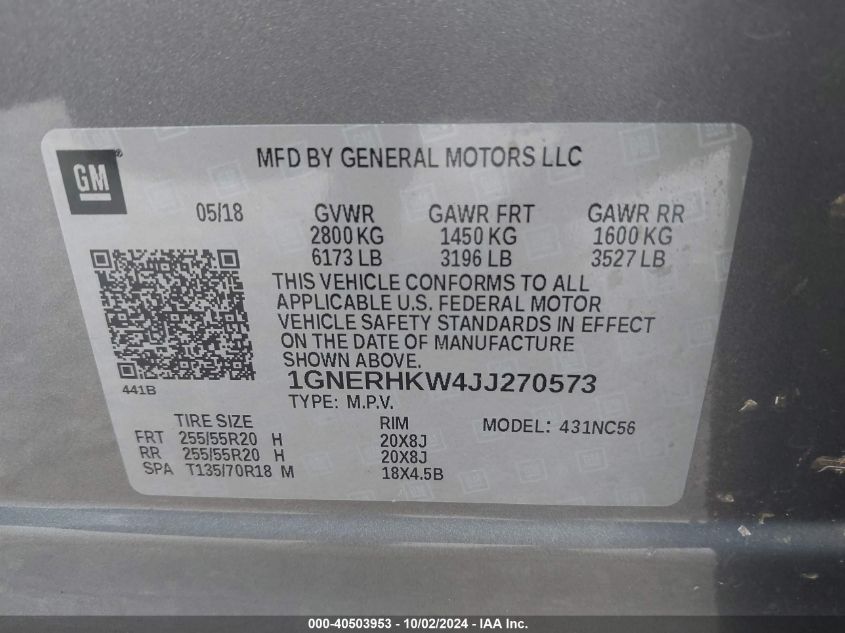 GM ®
MFD BY GENERAL MOTORS LLC
05/18 GVWR GAWR FRT GAWR RR
2800 KG 1450 KG 1600 KG
6173 LB 3196 LB 3527 LB
THIS VEHICLE CONFORMS TO ALL
APPLICABLE U.S. FEDERAL MOTOR
VEHICLE SAFETY STANDARDS IN EFFECT
ON THE DATE OF MANUFACTURE
SHOWN ABOVE.
441B
1GNERHKW4JJ270573
TYPE: M.P.V.
TIRE SIZE RIM MODEL: 431NC56
FRT 255/55R20 H 20X8J
RR 255/55R20 H 20X8J
SPA T135/70R18 M 18X4.5B
000-40503953 - 10/02/2024 - IAA, Inc.